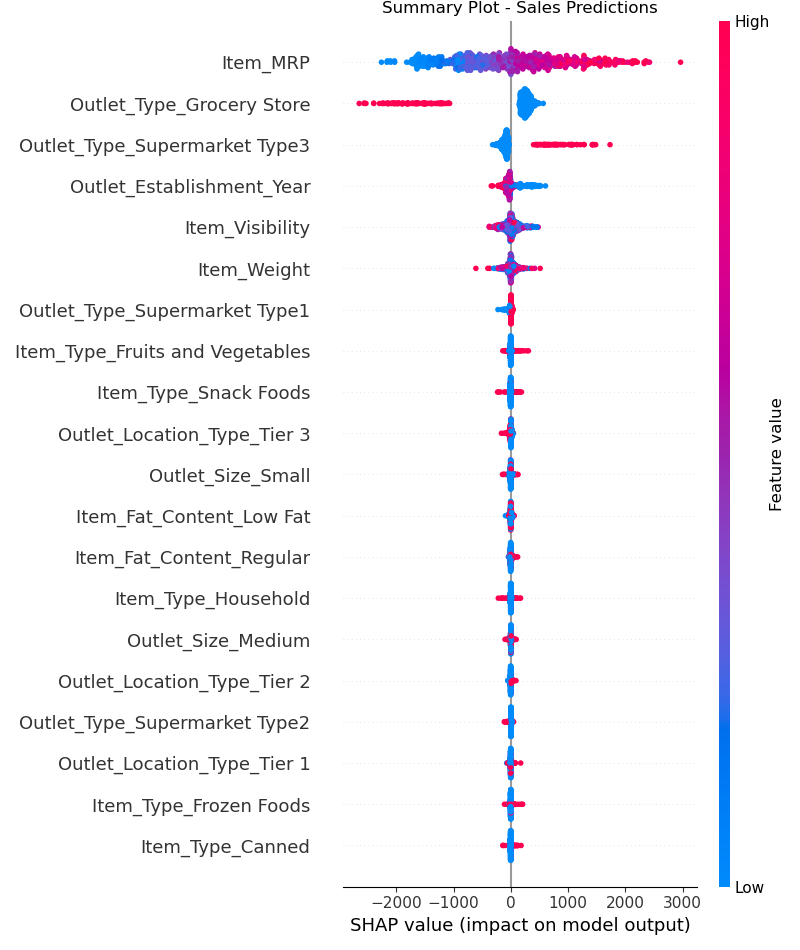 Summary Plot - Sales Predictions
High
Item_MRP
Outlet_Type_Grocery Store
Outlet_Type_Supermarket Type3
Outlet_Establishment_Year
Item_Visibility
Item_Weight
Outlet_Type_Supermarket Type1
Item_Type_Fruits and Vegetables
Item_Type_Snack Foods
Outlet_Location_Type_Tier 3
Outlet_Size_Small
Item_Fat_Content_Low Fat
Item_Fat_Content_Regular
Item_Type_Household
Outlet_Size_Medium
Outlet_Location_Type_Tier 2
Outlet_Type_Supermarket Type2
Outlet_Location_Type_Tier 1
Item_Type_Frozen Foods
Item_Type_Canned
Feature value
Low
−2000 −1000 0 1000 2000 3000
SHAP value (impact on model output)